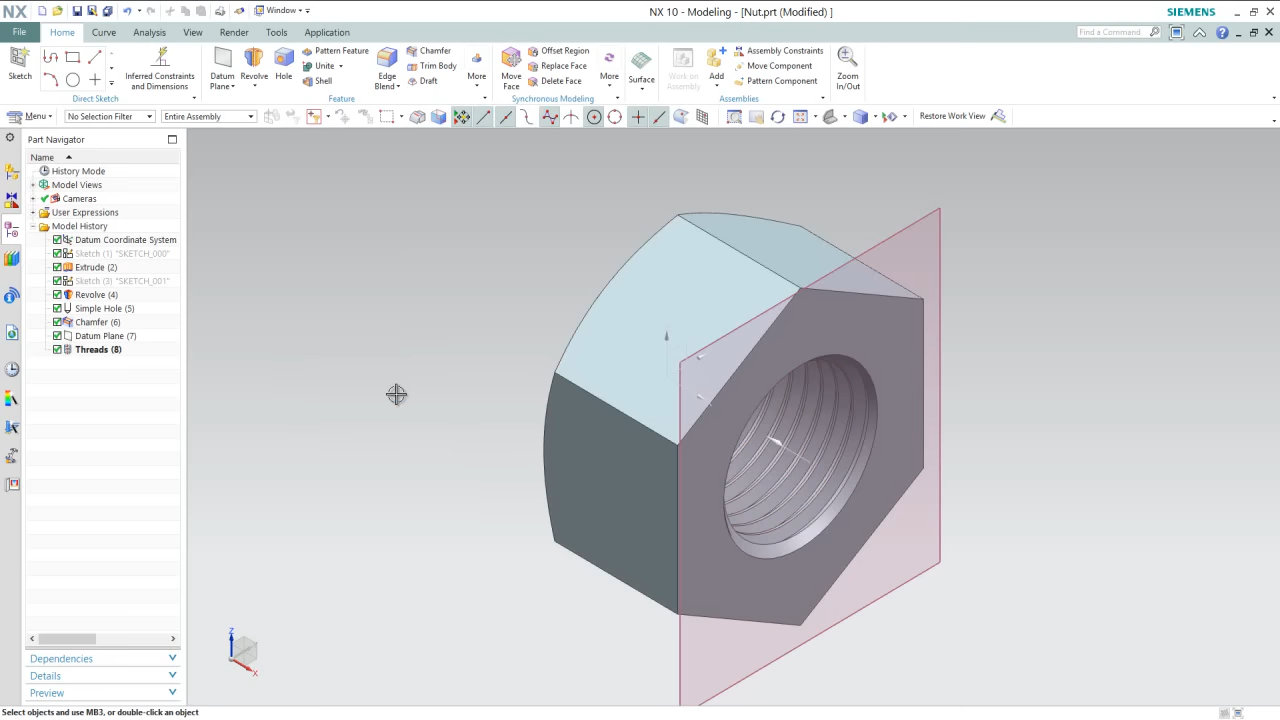 NX
Window
NX 10 - Modeling - [Nut.prt (Modified) ]
SIEMENS
File
Home
Curve
Analysis
View
Render
Tools
Application
Find a Command
Sketch
Inferred Constraints
and Dimensions
Direct Sketch
Datum
Plane
Revolve
Hole
Pattern Feature
Unite
Shell
Edge
Blend
Chamfer
Trim Body
Draft
More
Feature
Move
Face
Offset Region
Replace Face
Delete Face
More
Synchronous Modeling
Surface
Work on
Assembly
Add
Assembly Constraints
Move Component
Pattern Component
Assemblies
Zoom
In/Out
Menu
No Selection Filter
Entire Assembly
Restore Work View
Part Navigator
Name
History Mode
Model Views
Cameras
User Expressions
Model History
Datum Coordinate System
Sketch (1) "SKETCH_000"
Extrude (2)
Sketch (3) "SKETCH_001"
Revolve (4)
Simple Hole (5)
Chamfer (6)
Datum Plane (7)
Threads (8)
Z
X
Dependencies
Details
Preview
Select objects and use MB3, or double-click an object